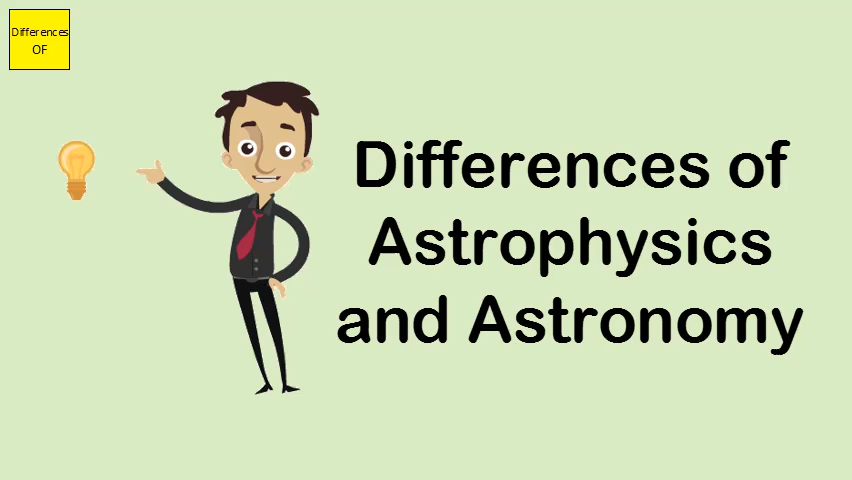 Differences
OF
Differences of
Astrophysics
and Astronomy